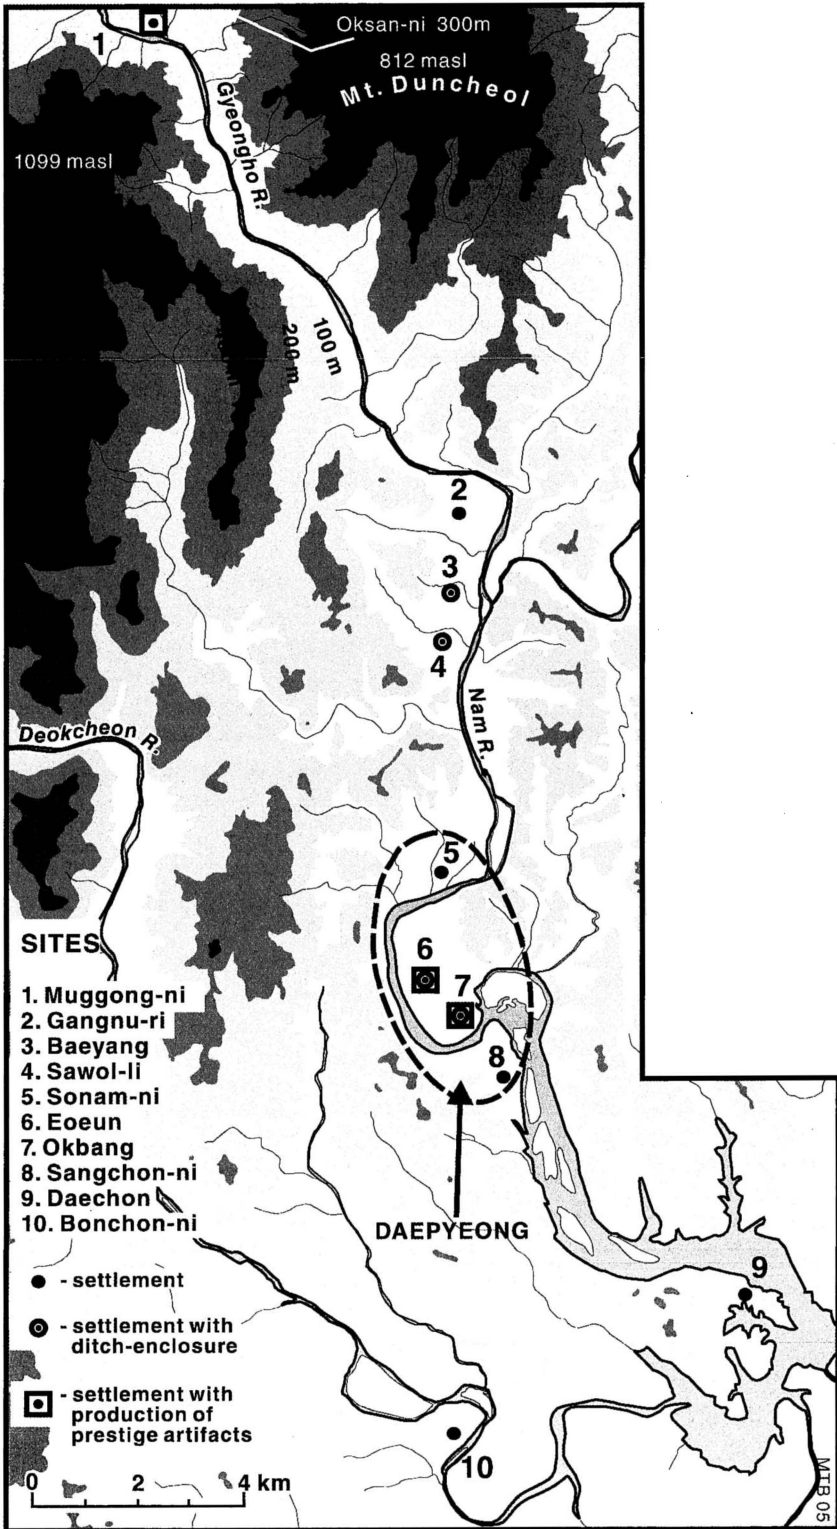 Oksan-ni 300m
812 masl
Mt. Duncheol
1
Gyeongho R.
1099 masl
100 m
200 m
2
3
4
Nam R.
Deokcheon R.
5
6
7
8
DAEPYEONG
9
10
SITES
1. Muggong-ni
2. Gangnu-ri
3. Baeyang
4. Sawol-li
5. Sonam-ni
6. Eoeun
7. Okbang
8. Sangchon-ni
9. Daechon
10. Bonchon-ni
- settlement
- settlement with
ditch-enclosure
- settlement with
production of
prestige artifacts
0 2 4 km
MTB 05